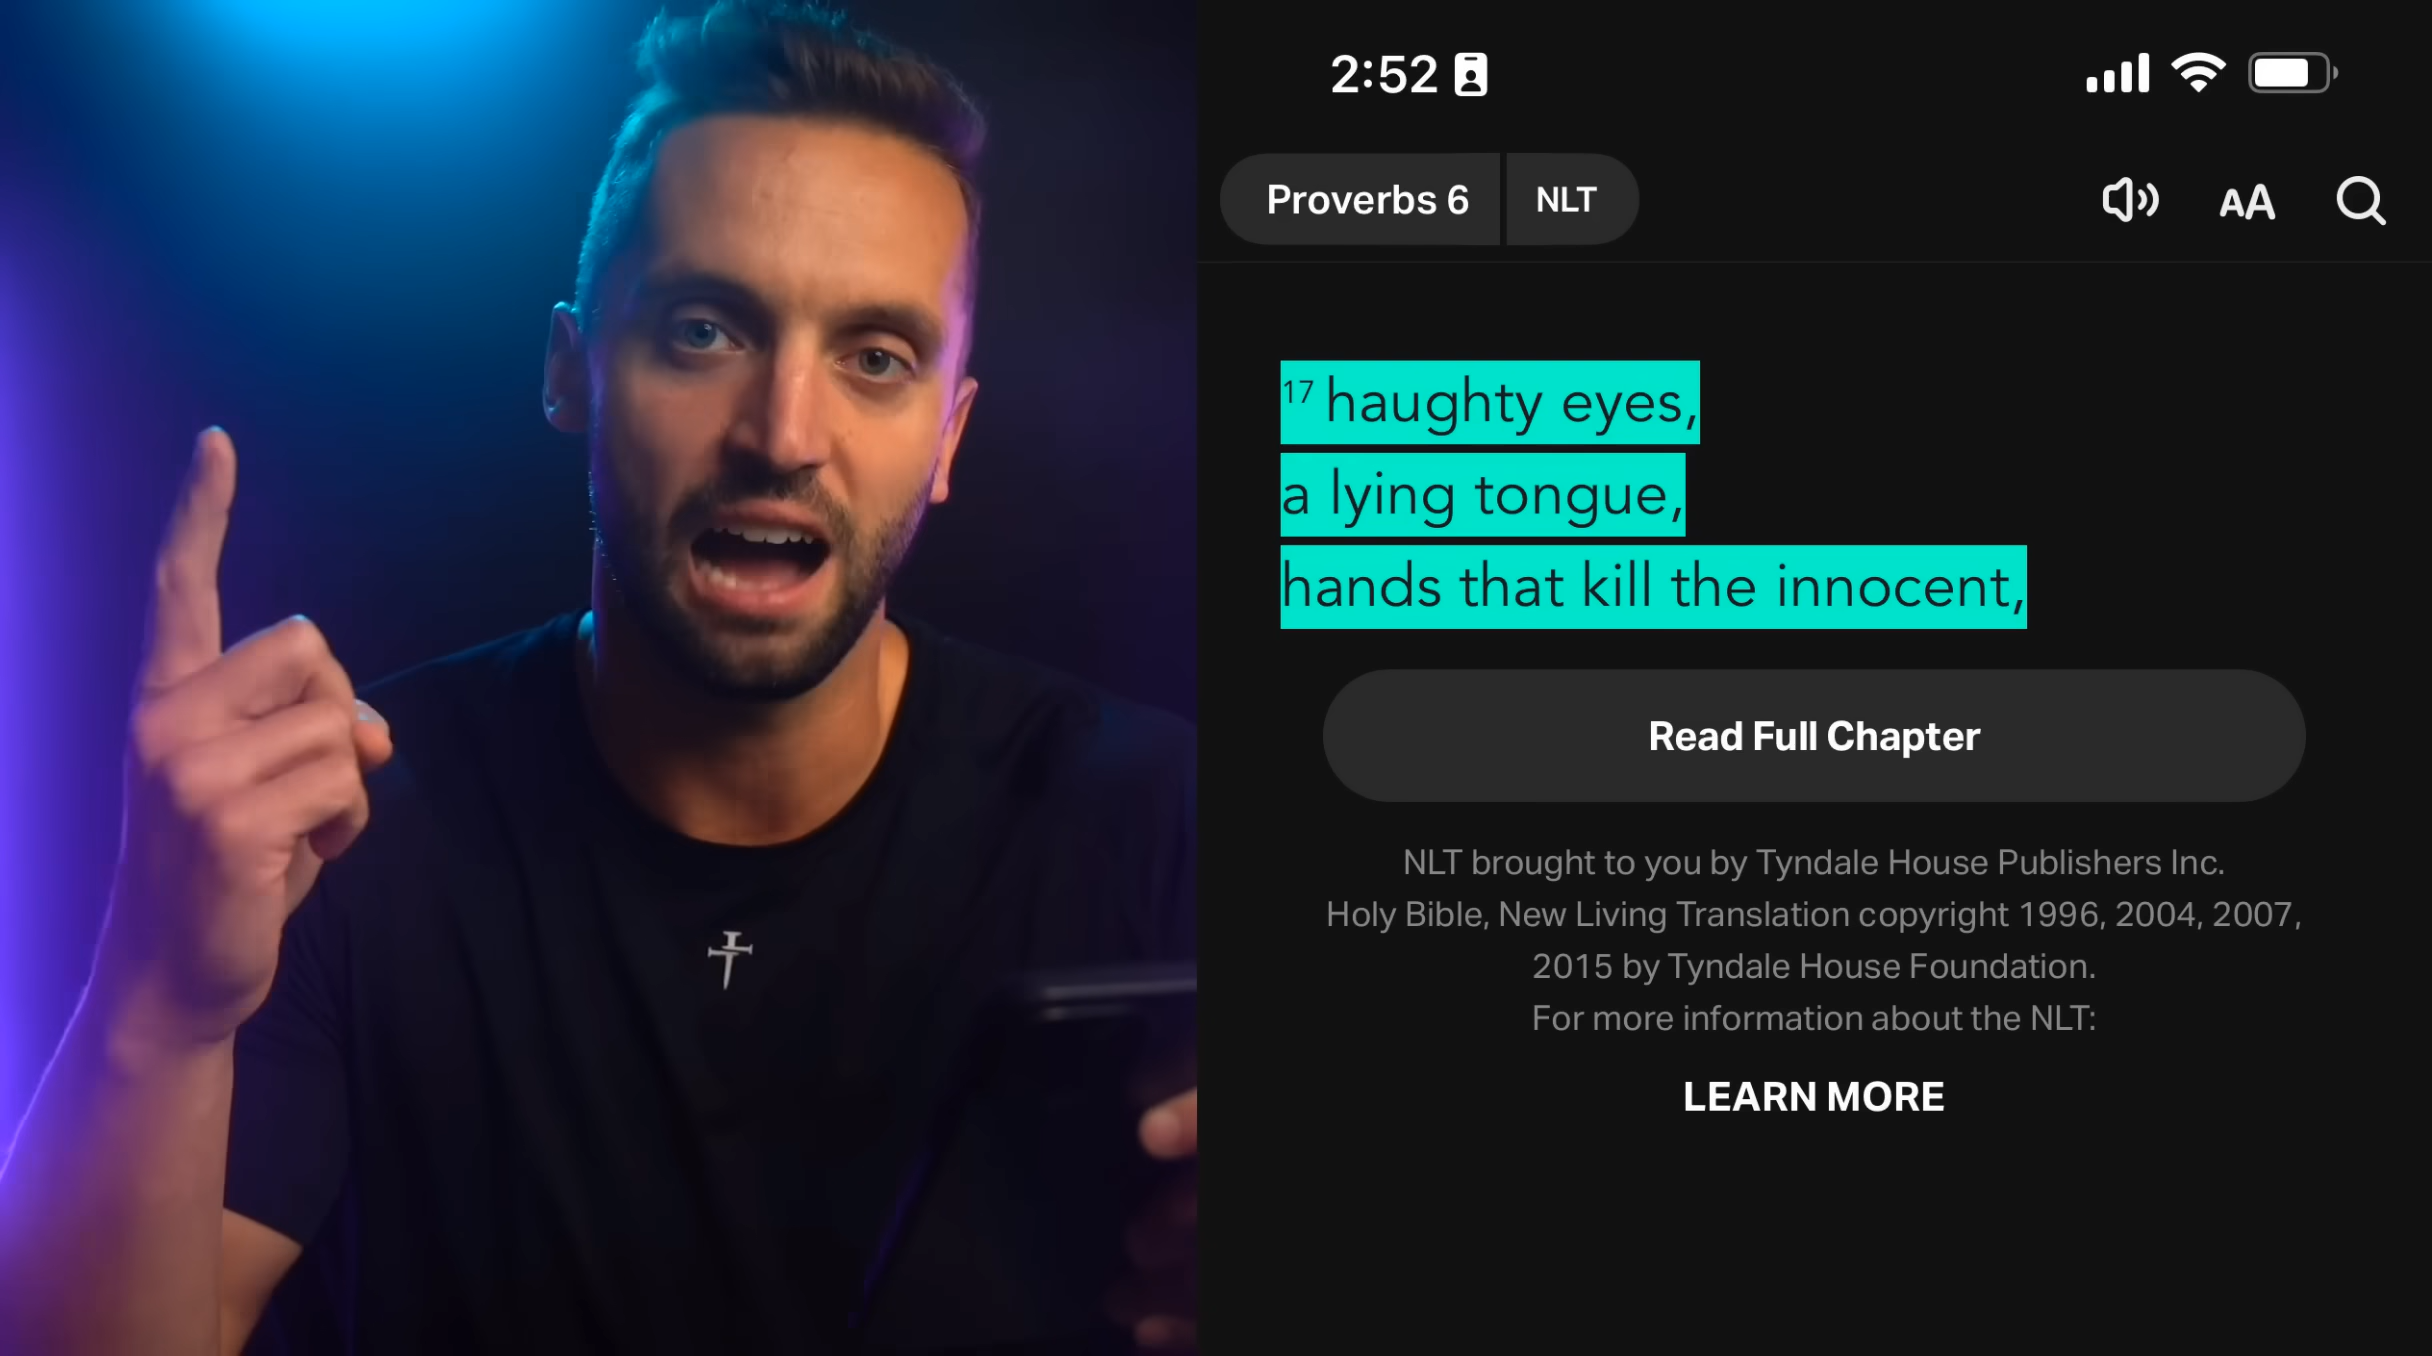 2:52
Proverbs 6 NLT AA
17 haughty eyes,
a lying tongue,
hands that kill the innocent,
Read Full Chapter
NLT brought to you by Tyndale House Publishers Inc.
Holy Bible, New Living Translation copyright 1996, 2004, 2007,
2015 by Tyndale House Foundation.
For more information about the NLT:
LEARN MORE